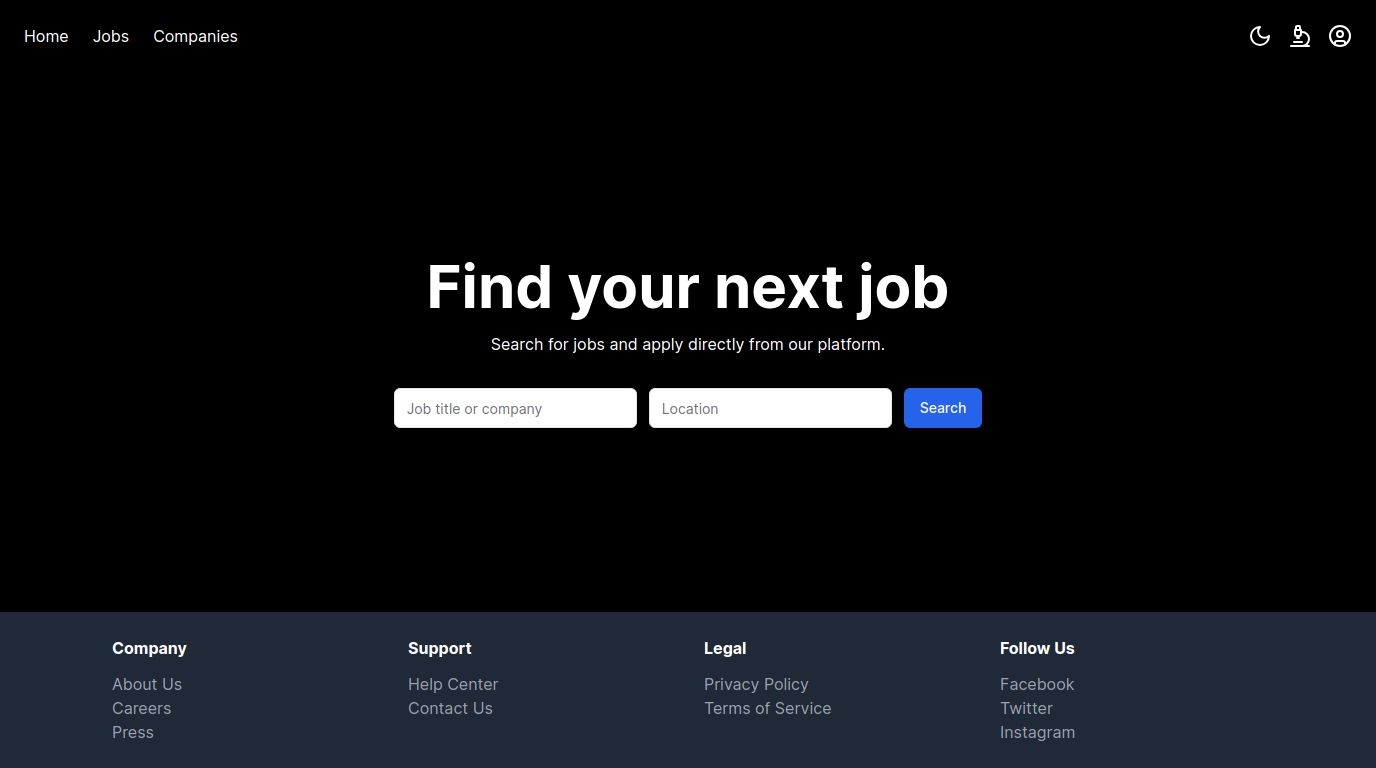 Home Jobs Companies
Find your next job
Search for jobs and apply directly from our platform.
Job title or company Location Search
Company Support Legal Follow Us
About Us Help Center Privacy Policy Facebook
Careers Contact Us Terms of Service Twitter
Press Instagram